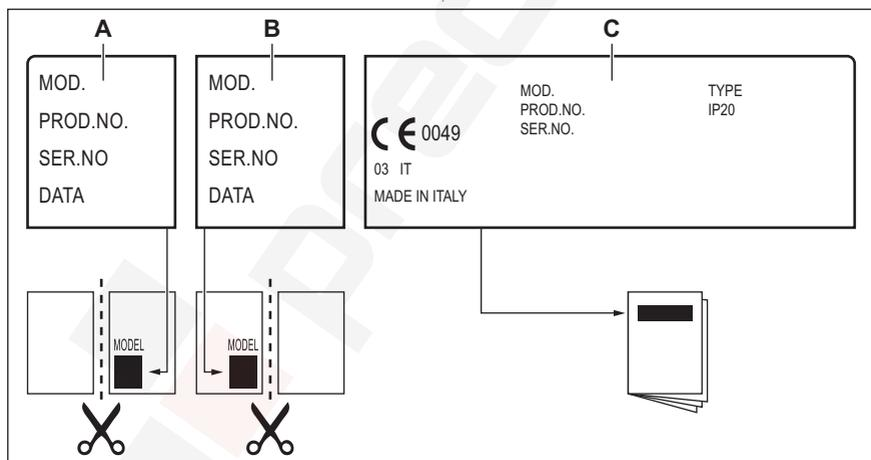 A
B
C
MOD.
PROD.NO.
SER.NO
DATA
MOD.
PROD.NO.
SER.NO
DATA
MOD.
PROD.NO.
SER.NO.
TYPE
IP20
CE 0049
03 IT
MADE IN ITALY
MODEL
MODEL